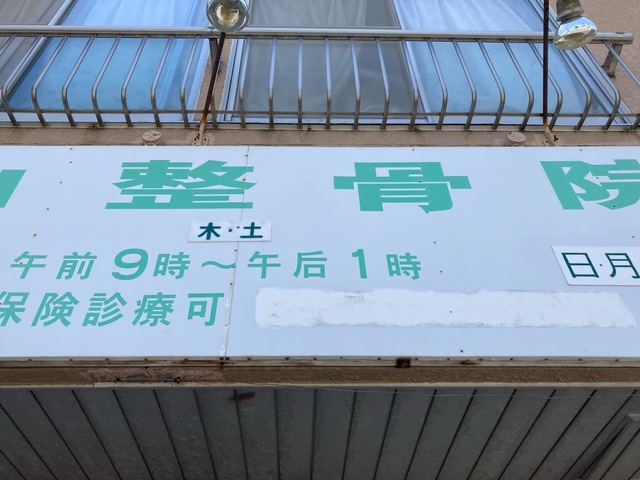 整骨院
木・土
午前9時～午后1時
日・月
保険診療可